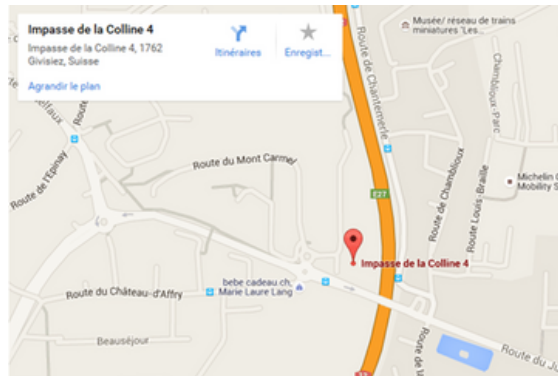 Impasse de la Colline 4
Impasse de la Colline 4, 1762
Givisiez, Suisse
Agrandir le plan
Itinéraires
Enregist...
Musée/ réseau de trains
miniatures "Les...
Route de Chantemerle
Chamblioux-Parc
Route de l'Epinay
Route du Mont Carmel
E27
Route de Chamblioux
Route Louis-Braille
Michelin
Mobility
Impasse de la Colline 4
bebe cadeau.ch,
Marie Laure Lang
Route du Château-d'Affry
Beauséjour
Route du